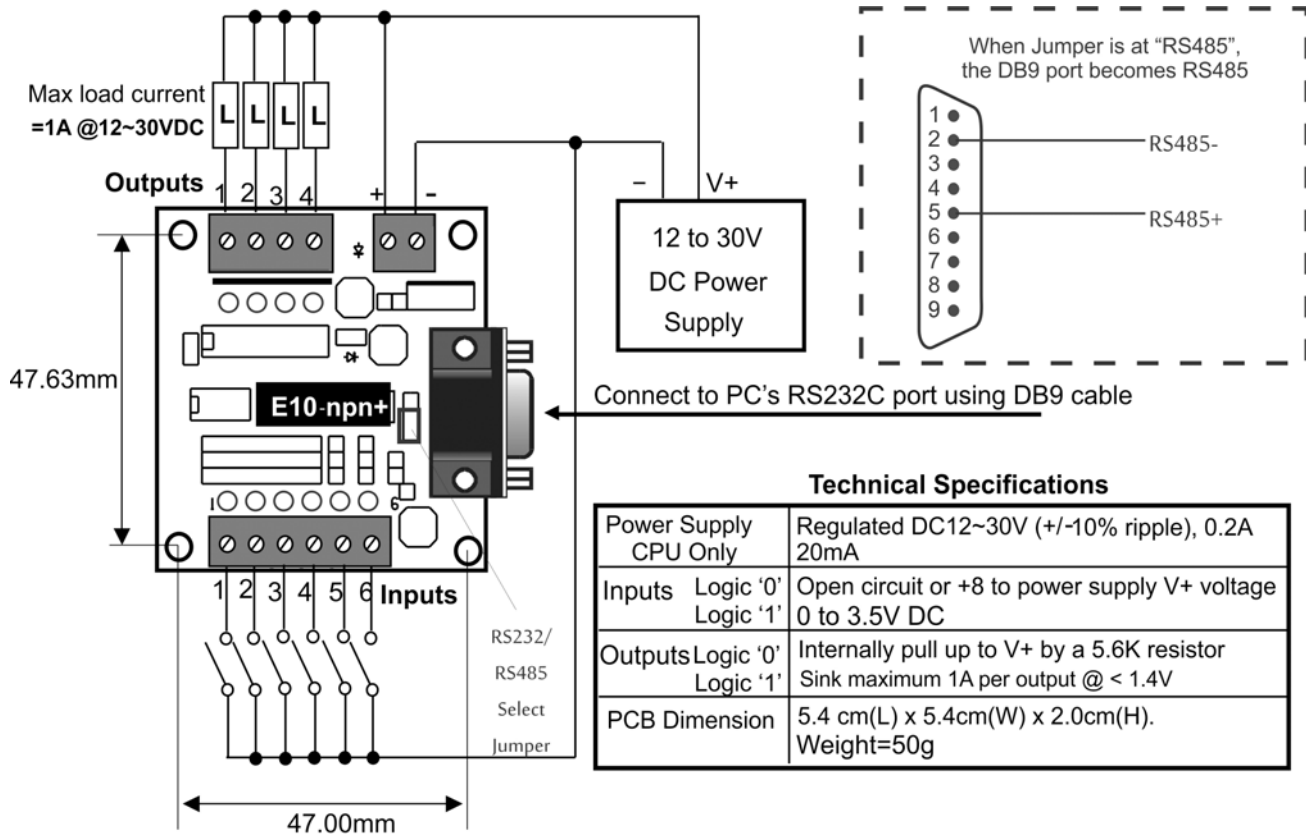 Max load current
=1A @12~30VDC
L L L L
Outputs
1 2 3 4
+ -
− V+
12 to 30V
DC Power
Supply
When Jumper is at “RS485”,
the DB9 port becomes RS485
1
2
3
4
5
6
7
8
9
RS485-
RS485+
47.63mm
E10-npn+
Connect to PC’s RS232C port using DB9 cable
1 6
1 2 3 4 5 6 Inputs
RS232/
RS485
Select
Jumper
47.00mm
Technical Specifications
Power Supply Regulated DC12~30V (+/-10% ripple), 0.2A
CPU Only 20mA
Inputs Logic ‘0’ Open circuit or +8 to power supply V+ voltage
Logic ‘1’ 0 to 3.5V DC
Outputs Logic ‘0’ Internally pull up to V+ by a 5.6K resistor
Logic ‘1’ Sink maximum 1A per output @ < 1.4V
PCB Dimension 5.4 cm(L) x 5.4cm(W) x 2.0cm(H).
Weight=50g